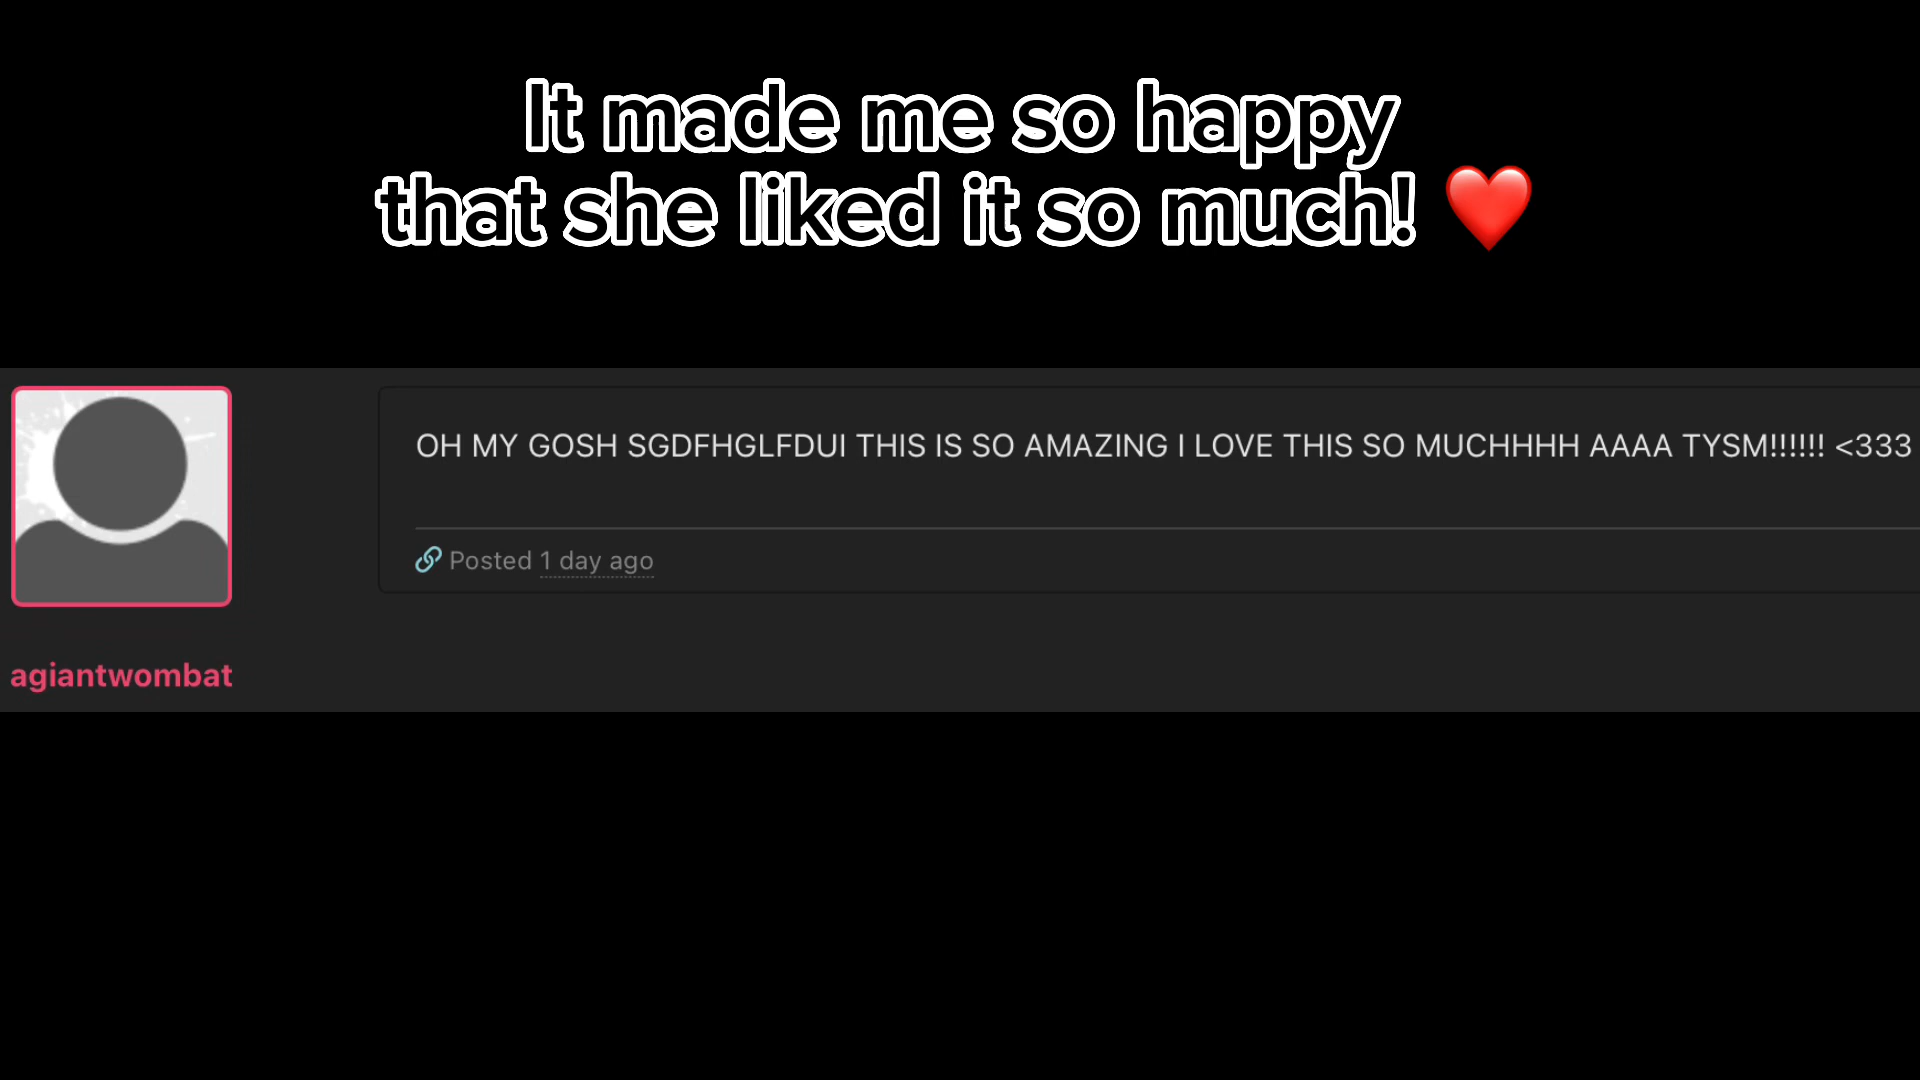 It made me so happy
that she liked it so much! ❤️
OH MY GOSH SGDFHGLFDUI THIS IS SO AMAZING I LOVE THIS SO MUCHHHH AAAA TYSM!!!!!! <333
🔗 Posted 1 day ago
agiantwombat